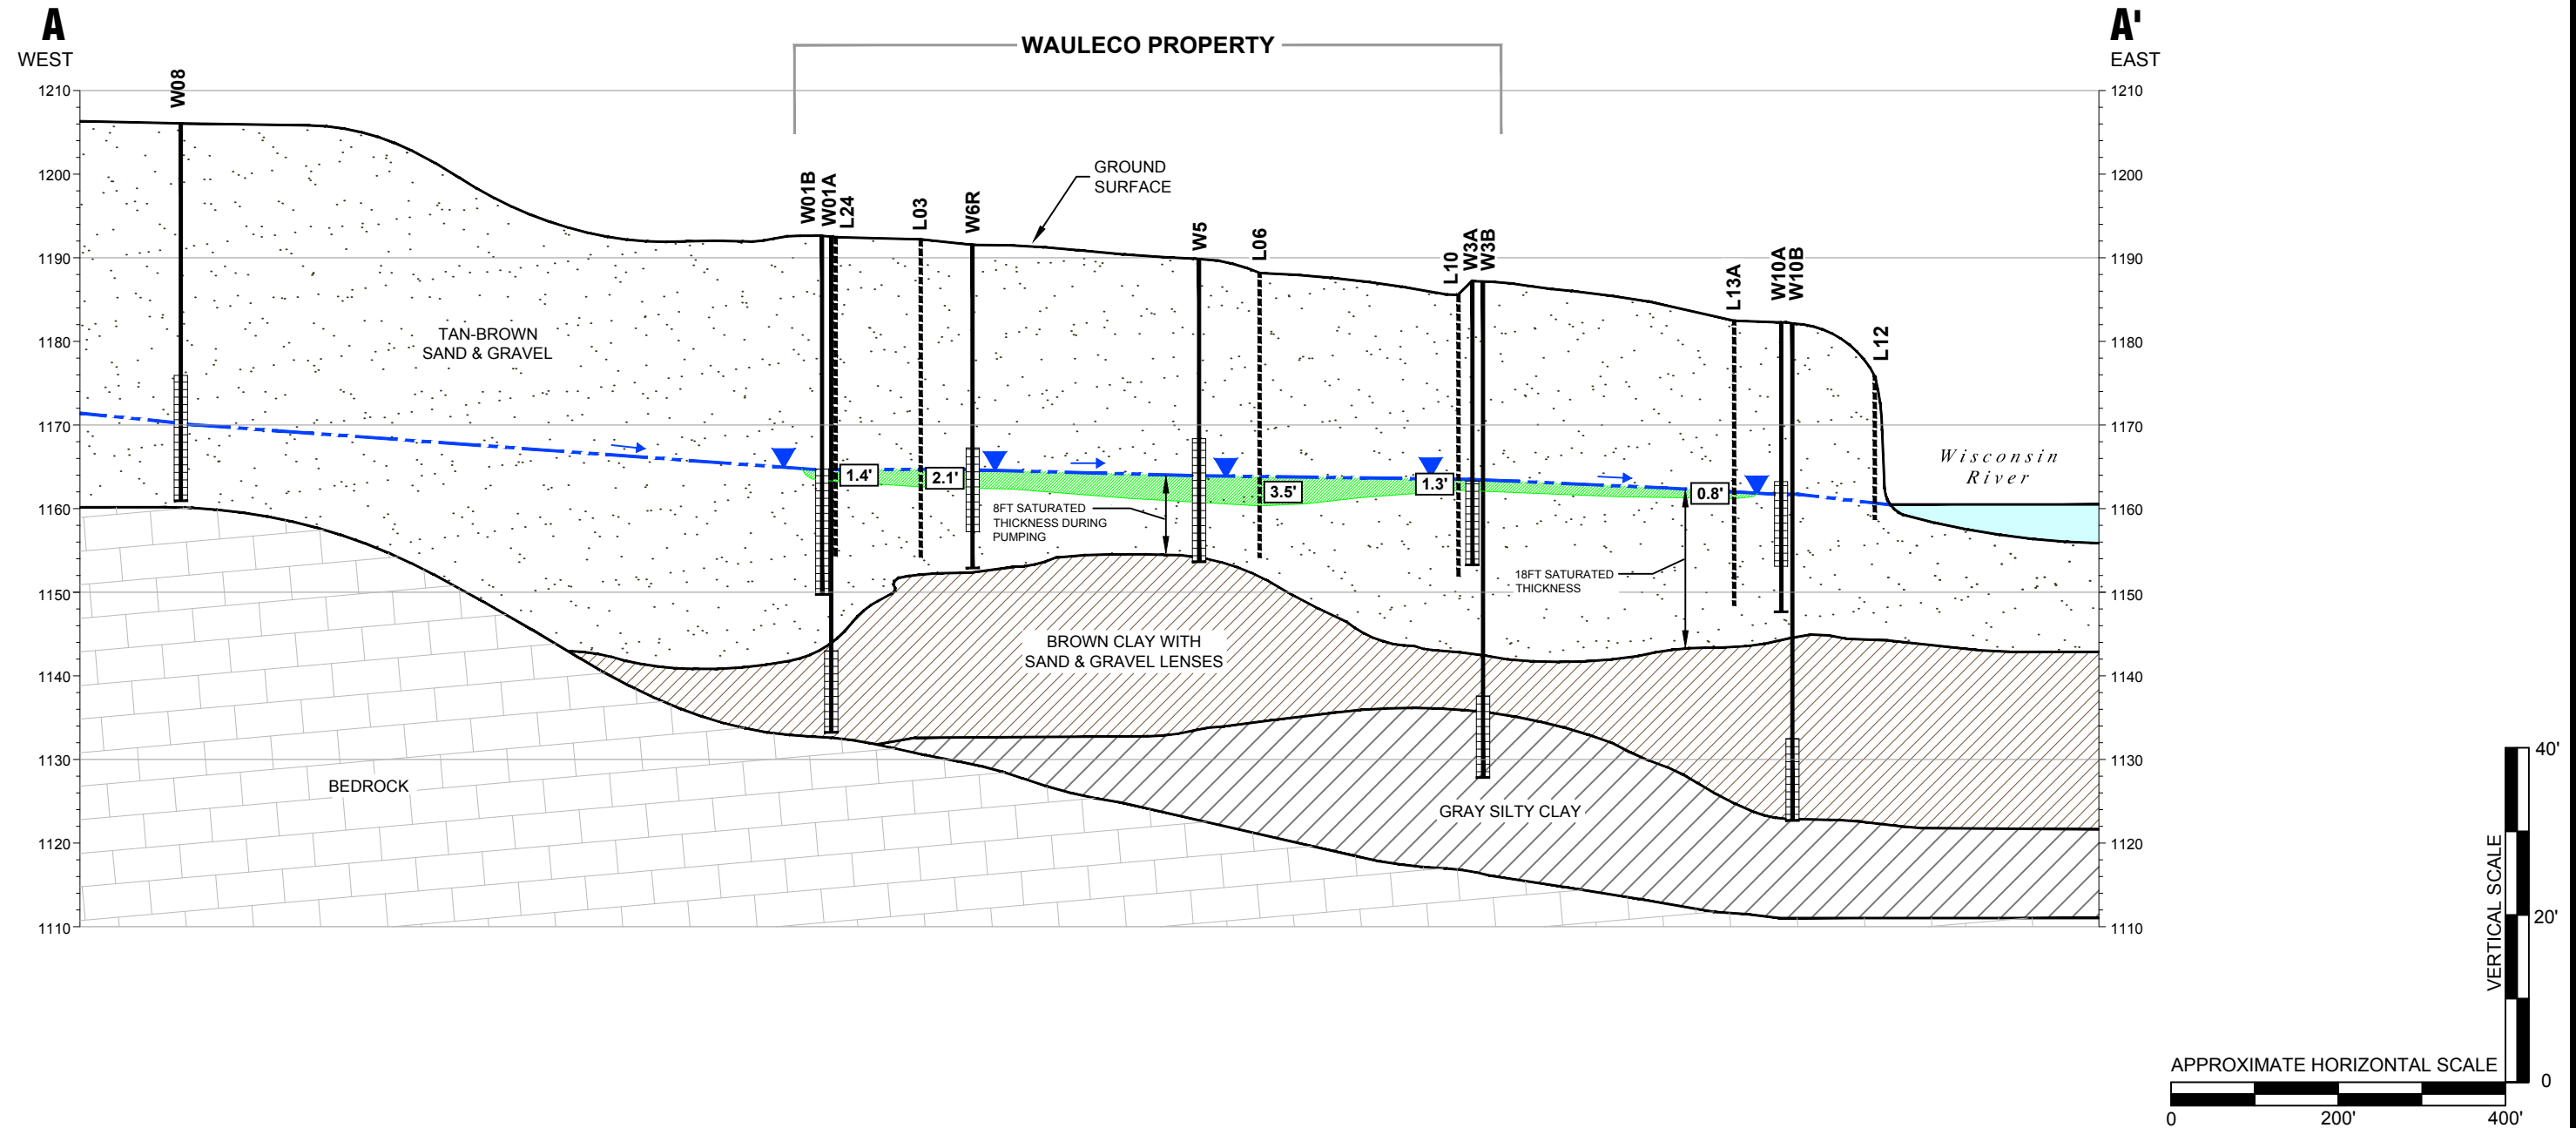 A
WEST
WAULECO PROPERTY
A'
EAST
1210
1200
1190
1180
1170
1160
1150
1140
1130
1120
1110
W08
W01B
W01A
L24
L03
W6R
GROUND
SURFACE
W5
L06
L10
W3A
W3B
L13A
W10A
W10B
L12
TAN-BROWN
SAND & GRAVEL
1.4'
2.1'
3.5'
1.3'
0.8'
Wisconsin
River
8FT SATURATED
THICKNESS DURING
PUMPING
18FT SATURATED
THICKNESS
BROWN CLAY WITH
SAND & GRAVEL LENSES
BEDROCK
GRAY SILTY CLAY
1210
1200
1190
1180
1170
1160
1150
1140
1130
1120
1110
VERTICAL SCALE
40'
20'
0
APPROXIMATE HORIZONTAL SCALE
0
200'
400'